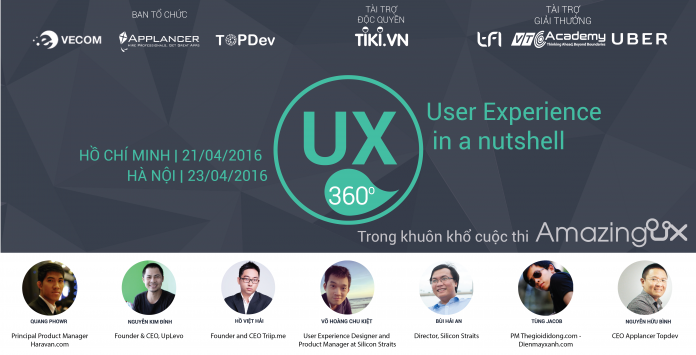 BAN TỔ CHỨC
TÀI TRỢ
ĐỘC QUYỀN
TÀI TRỢ
GIẢI THƯỞNG
VECOM
APPLANCER
HIRE PROFESSIONALS, GET GREAT APPS
TOPDev
TIKI.VN
TFI
VTC Academy
Thinking Ahead, Beyond Boundaries
UBER
UX
360°
User Experience
in a nutshell
HỒ CHÍ MINH | 21/04/2016
HÀ NỘI | 23/04/2016
Trong khuôn khổ cuộc thi AmazingUX
QUANG PHOWR
Principal Product Manager
Haravan.com
NGUYỄN KIM ĐÍNH
Founder & CEO, UpLevo
HỒ VIỆT HẢI
Founder and CEO Triip.me
VÕ HOÀNG CHU KIỆT
User Experience Designer and
Product Manager at Silicon Straits
BÙI HẢI AN
Director, Silicon Straits
TÙNG JACOB
PM Thegioididong.com -
Dienmayxanh.com
NGUYỄN HỮU BÌNH
CEO Applancer Topdev